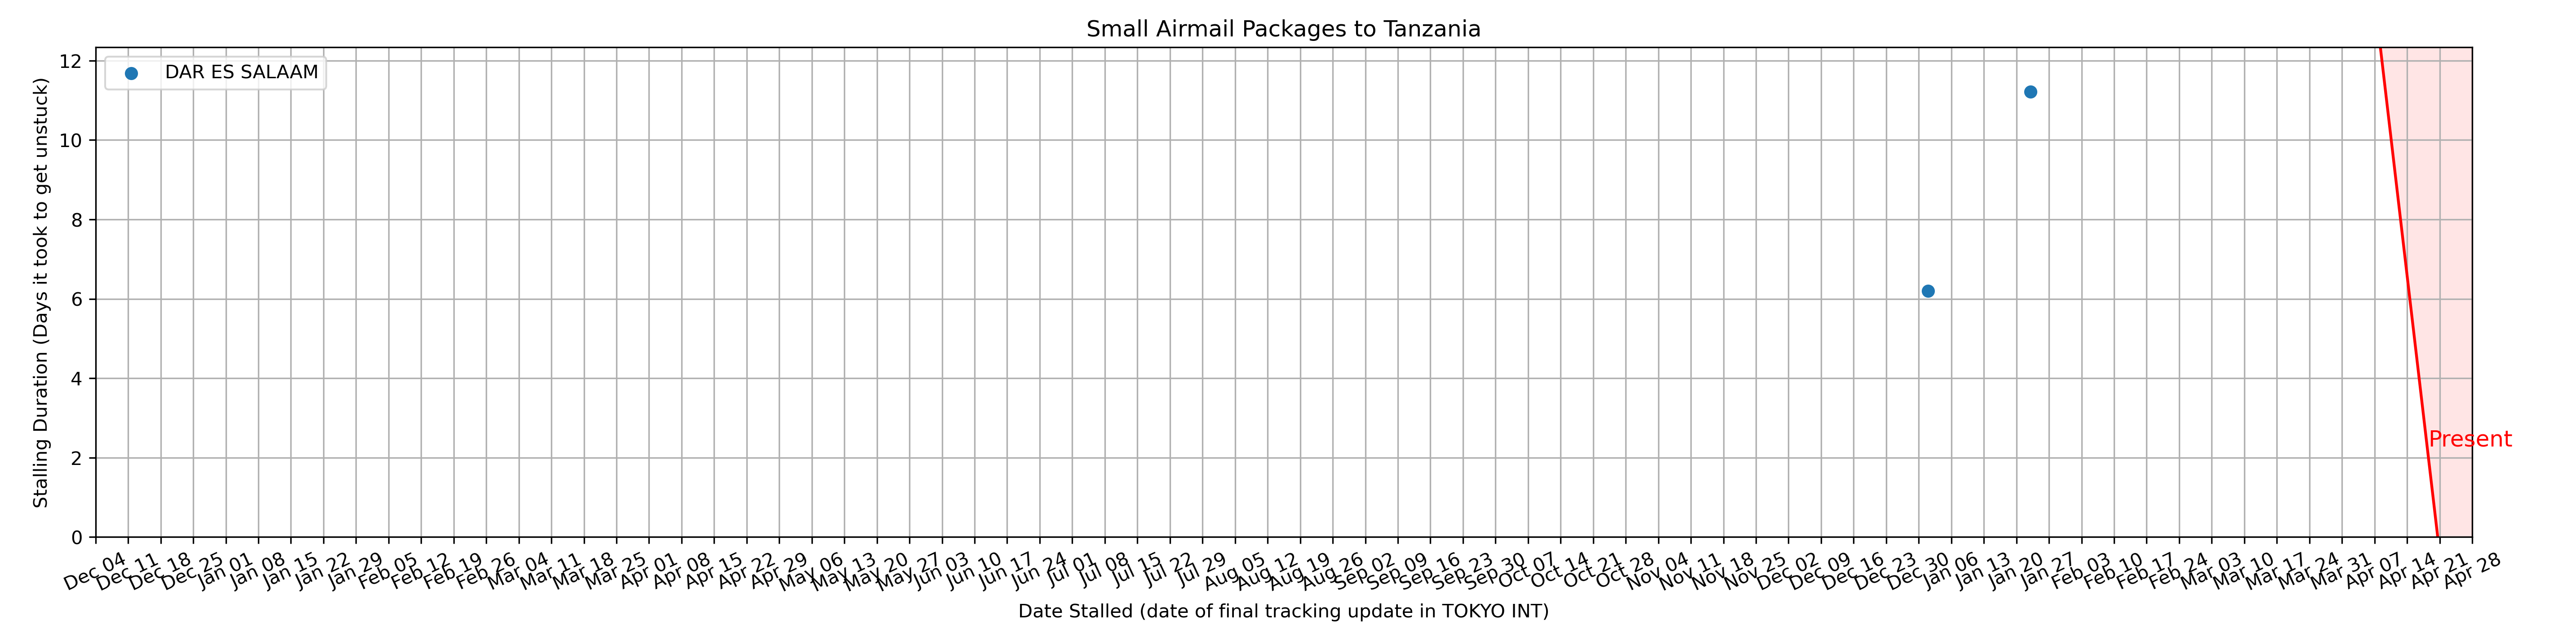 Small Airmail Packages to Tanzania
DAR ES SALAAM
Stalling Duration (Days it took to get unstuck)
12
10
8
6
4
2
0
Present
Dec 04
Dec 11
Dec 18
Dec 25
Jan 01
Jan 08
Jan 15
Jan 22
Jan 29
Feb 05
Feb 12
Feb 19
Feb 26
Mar 04
Mar 11
Mar 18
Mar 25
Apr 01
Apr 08
Apr 15
Apr 22
Apr 29
May 06
May 13
May 20
May 27
Jun 03
Jun 10
Jun 17
Jun 24
Jul 01
Jul 08
Jul 15
Jul 22
Jul 29
Aug 05
Aug 12
Aug 19
Aug 26
Sep 02
Sep 09
Sep 16
Sep 23
Sep 30
Oct 07
Oct 14
Oct 21
Oct 28
Nov 04
Nov 11
Nov 18
Nov 25
Dec 02
Dec 09
Dec 16
Dec 23
Dec 30
Jan 06
Jan 13
Jan 20
Jan 27
Feb 03
Feb 10
Feb 17
Feb 24
Mar 03
Mar 10
Mar 17
Mar 24
Mar 31
Apr 07
Apr 14
Apr 21
Apr 28
Date Stalled (date of final tracking update in TOKYO INT)